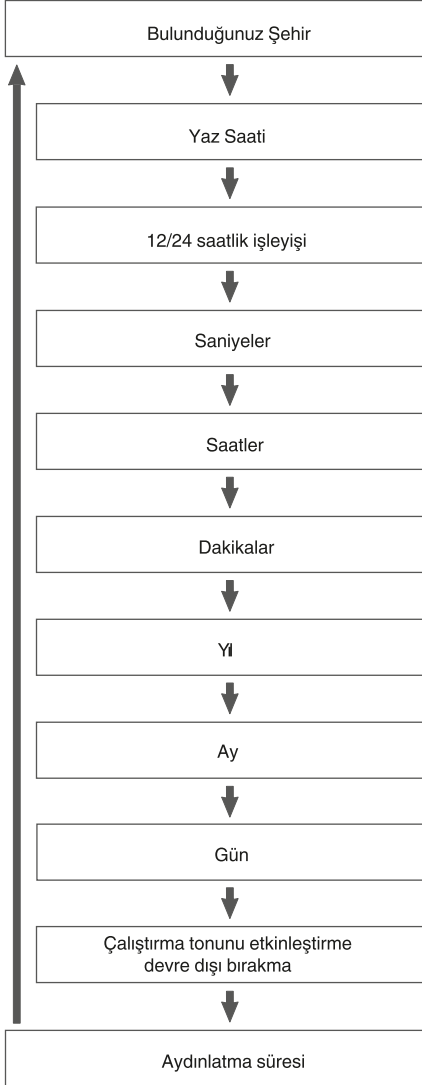 Bulunduğunuz Şehir
Yaz Saati
12/24 saatlik işleyişi
Saniyeler
Saatler
Dakikalar
Yıl
Ay
Gün
Çalıştırma tonunu etkinleştirme
devre dışı bırakma
Aydınlatma süresi